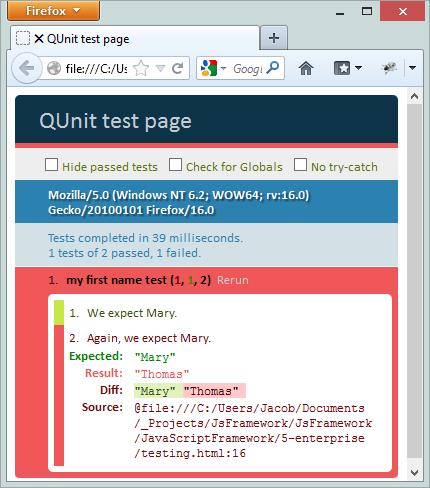 Firefox
QUnit test page
file:///C:/Us
Googl
QUnit test page
Hide passed tests Check for Globals No try-catch
Mozilla/5.0 (Windows NT 6.2; WOW64; rv:16.0)
Gecko/20100101 Firefox/16.0
Tests completed in 39 milliseconds.
1 tests of 2 passed, 1 failed.
1. my first name test (1, 1, 2) Rerun
1. We expect Mary.
2. Again, we expect Mary.
Expected: "Mary"
Result: "Thomas"
Diff: "Mary" "Thomas"
Source: @file:///C:/Users/Jacob/Documents
/_Projects/JsFramework/JsFramework
/JavaScriptFramework/5-enterprise
/testing.html:16